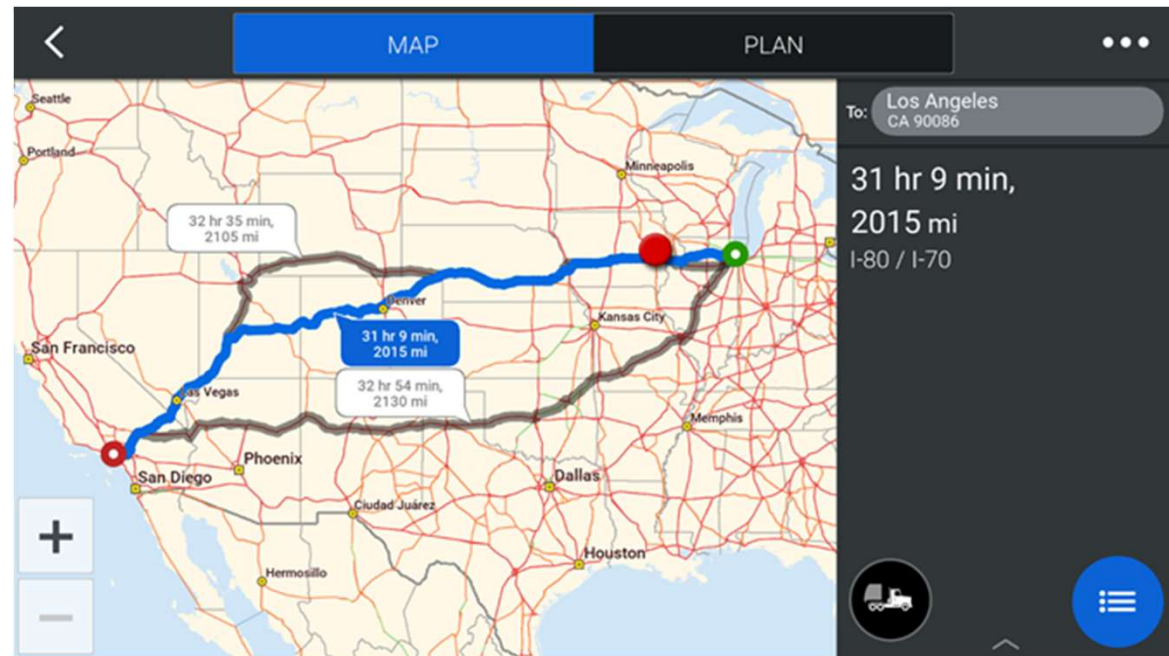 MAP
PLAN
To:
Los Angeles
CA 90086
31 hr 9 min,
2015 mi
I-80 / I-70
Seattle
Portland
Minneapolis
32 hr 35 min,
2105 mi
Denver
Kansas City
31 hr 9 min,
2015 mi
San Francisco
32 hr 54 min,
2130 mi
Las Vegas
Memphis
Phoenix
San Diego
Dallas
Ciudad Juárez
Houston
Hermosillo